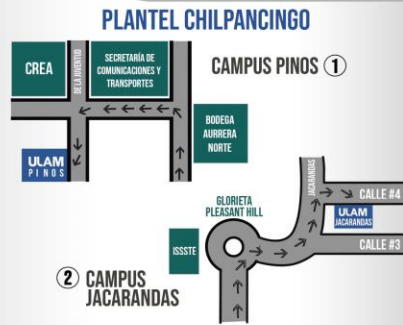 PLANTEL CHILPANCINGO
CREA
DE LA JUVENTUD
SECRETARÍA DE
COMUNICACIONES Y
TRANSPORTES
CAMPUS PINOS 1
BODEGA
AURRERA
NORTE
ULAM
PINOS
JACARANDAS
GLORIETA
PLEASANT HILL
CALLE #4
ULAM
JACARANDAS
ISSSTE
CALLE #3
2 CAMPUS
JACARANDAS